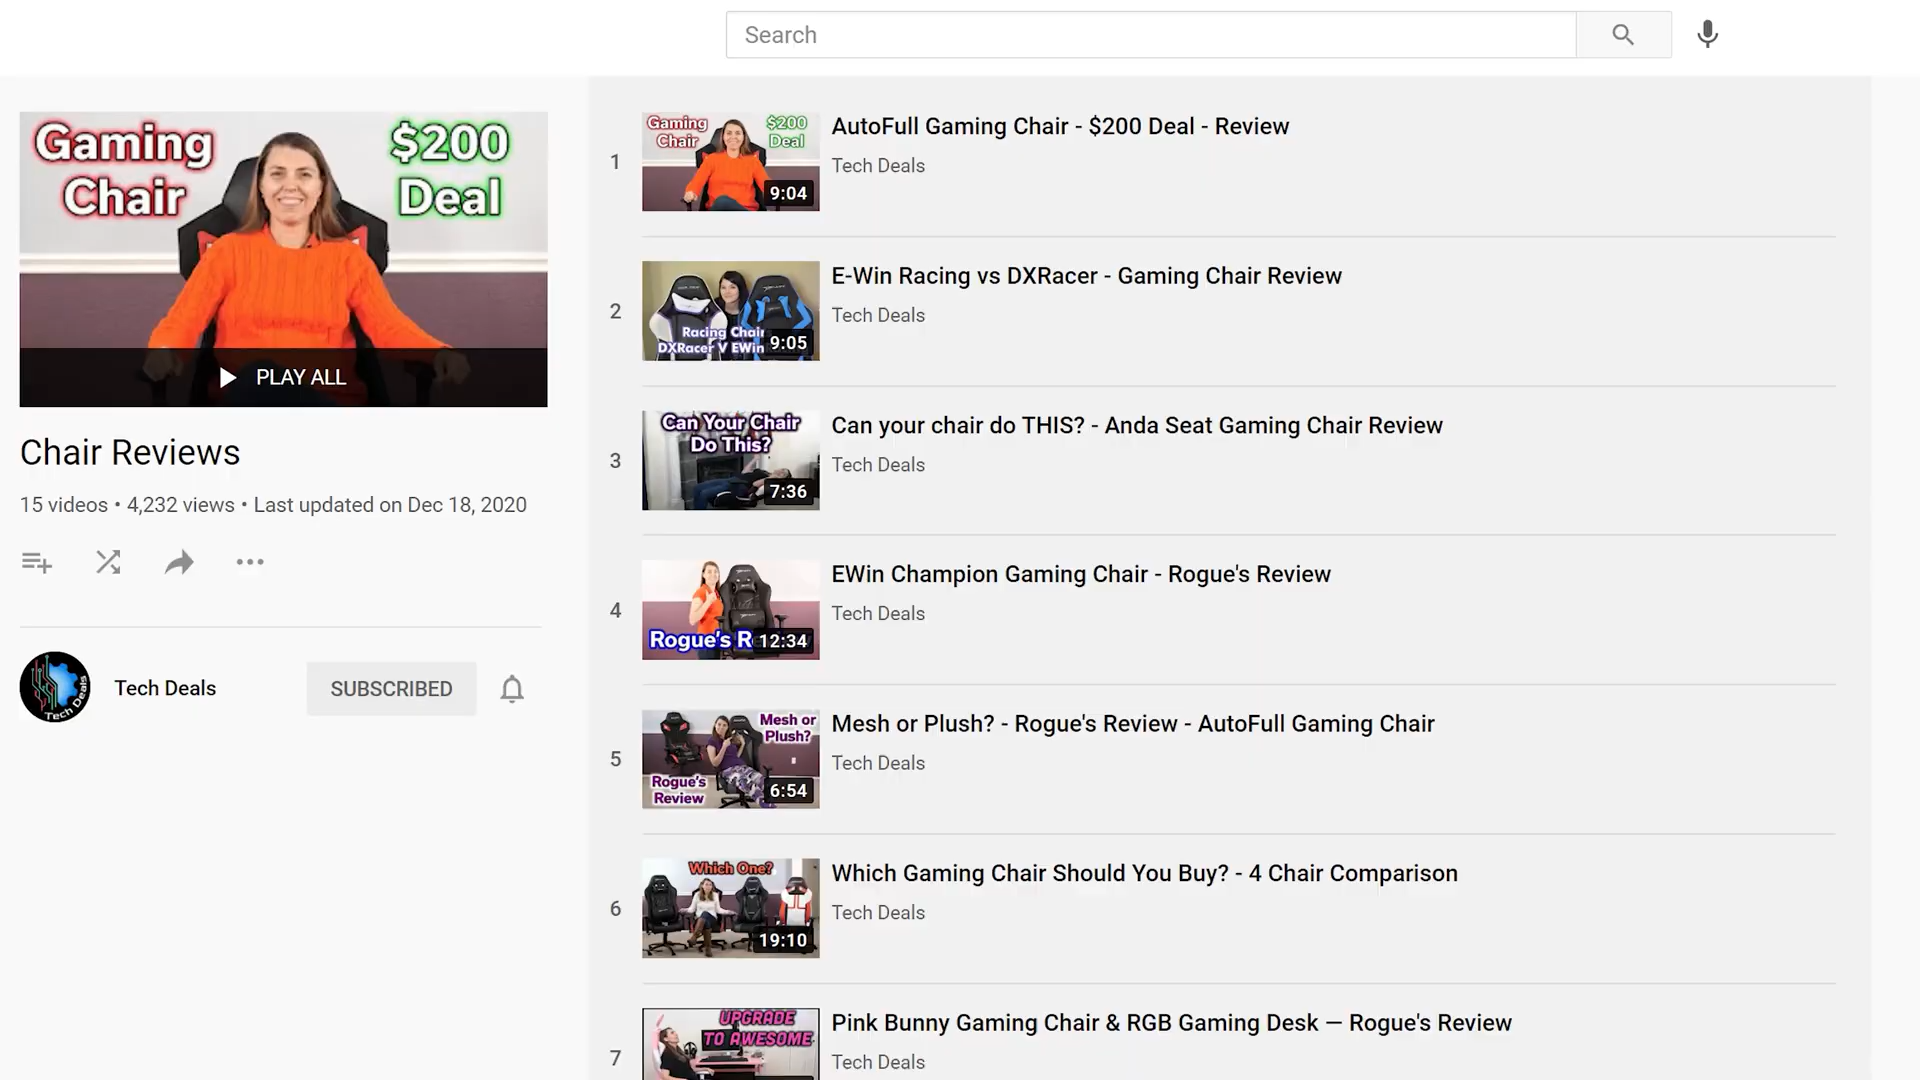 Search
Gaming
Chair
$200
Deal
PLAY ALL
Chair Reviews
15 videos • 4,232 views • Last updated on Dec 18, 2020
Tech Deals
Tech Deals
SUBSCRIBED
1
Gaming
Chair
$200
Deal
9:04
AutoFull Gaming Chair - $200 Deal - Review
Tech Deals
2
Racing Chair
DXRacer V EWin
9:05
E-Win Racing vs DXRacer - Gaming Chair Review
Tech Deals
3
Can Your Chair
Do This?
7:36
Can your chair do THIS? - Anda Seat Gaming Chair Review
Tech Deals
4
Rogue's R
12:34
EWin Champion Gaming Chair - Rogue's Review
Tech Deals
5
Mesh or
Plush?
Rogue's
Review
6:54
Mesh or Plush? - Rogue's Review - AutoFull Gaming Chair
Tech Deals
6
Which One?
19:10
Which Gaming Chair Should You Buy? - 4 Chair Comparison
Tech Deals
7
UPGRADE
TO AWESOME
Pink Bunny Gaming Chair & RGB Gaming Desk — Rogue's Review
Tech Deals